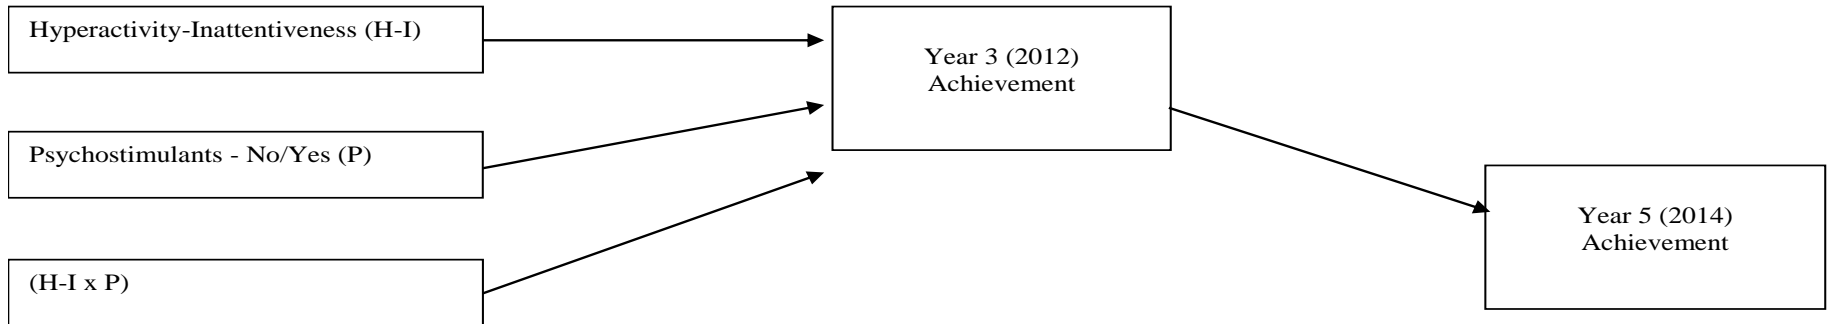 Hyperactivity-Inattentiveness (H-I)
Psychostimulants - No/Yes (P)
(H-I x P)
Year 3 (2012)
Achievement
Year 5 (2014)
Achievement